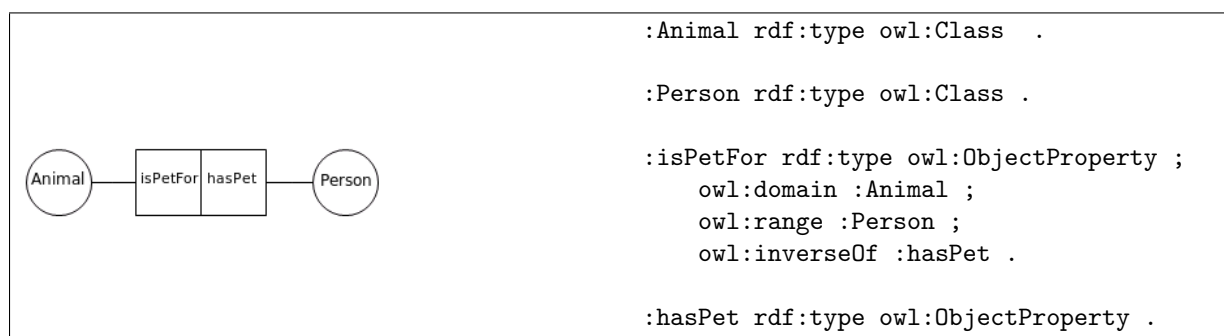 Animal
isPetFor
hasPet
Person
:Animal rdf:type owl:Class .
:Person rdf:type owl:Class .
:isPetFor rdf:type owl:ObjectProperty ;
owl:domain :Animal ;
owl:range :Person ;
owl:inverseOf :hasPet .
:hasPet rdf:type owl:ObjectProperty .